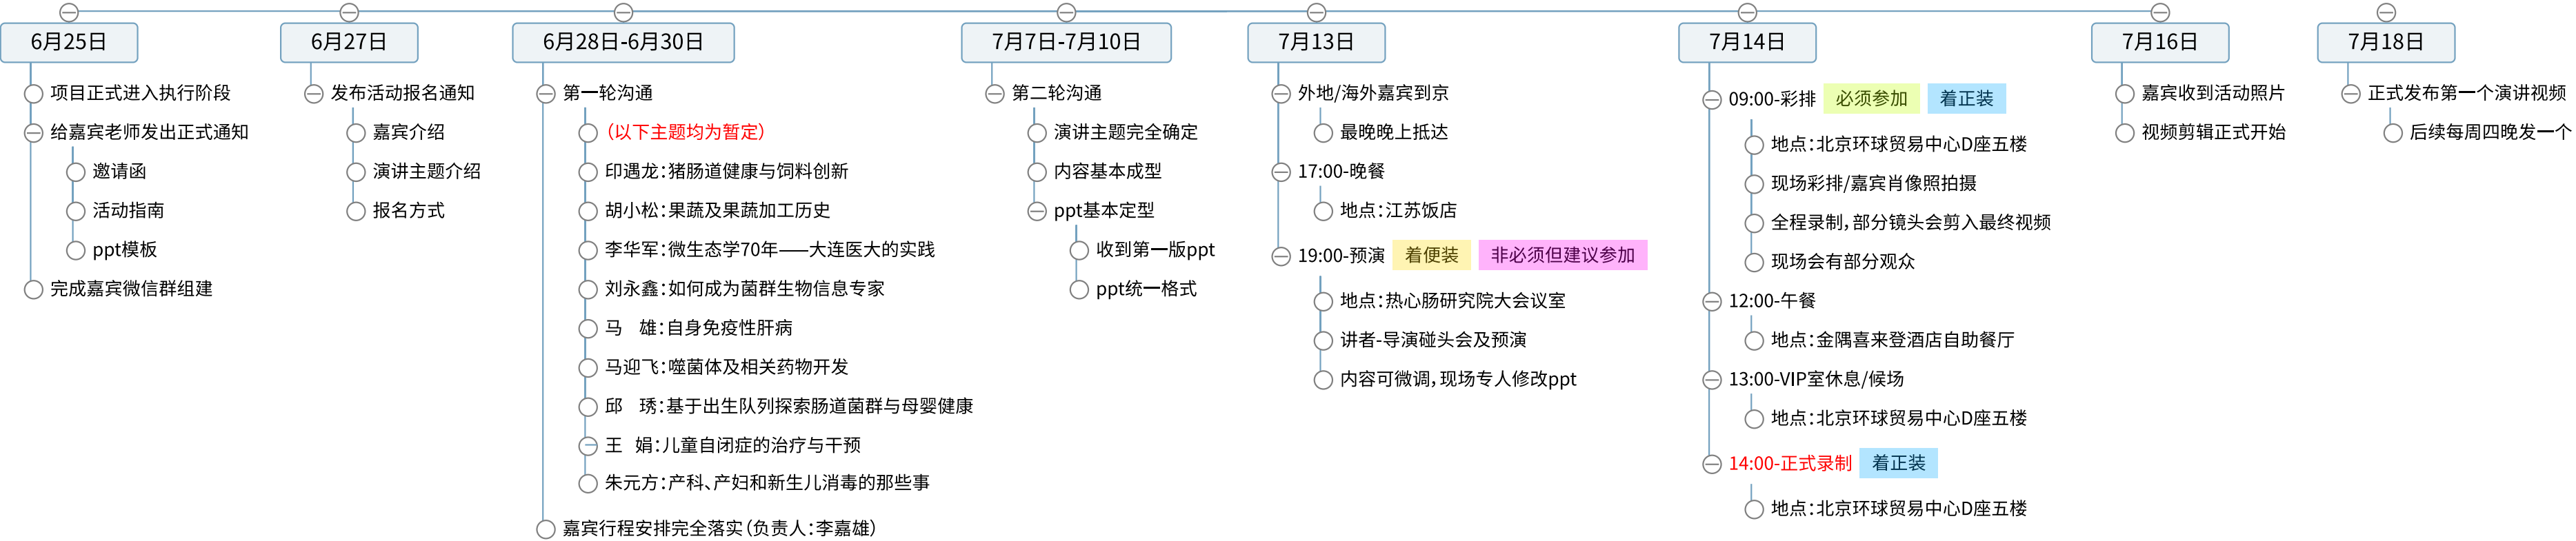 6月25日
项目正式进入执行阶段
给嘉宾老师发出正式通知
邀请函
活动指南
ppt模板
完成嘉宾微信群组建
6月27日
发布活动报名通知
嘉宾介绍
演讲主题介绍
报名方式
6月28日-6月30日
第一轮沟通
（以下主题均为暂定）
印遇龙：猪肠道健康与饲料创新
胡小松：果蔬及果蔬加工历史
李华军：微生态学70年——大连医大的实践
刘永鑫：如何成为菌群生物信息专家
马　雄：自身免疫性肝病
马迎飞：噬菌体及相关药物开发
邱　琇：基于出生队列探索肠道菌群与母婴健康
王　娟：儿童自闭症的治疗与干预
朱元方：产科、产妇和新生儿消毒的那些事
嘉宾行程安排完全落实（负责人：李嘉雄）
7月7日-7月10日
第二轮沟通
演讲主题完全确定
内容基本成型
ppt基本定型
收到第一版ppt
ppt统一格式
7月13日
外地/海外嘉宾到京
最晚晚上抵达
17:00-晚餐
地点：江苏饭店
19:00-预演 着便装 非必须但建议参加
地点：热心肠研究院大会议室
讲者-导演碰头会及预演
内容可微调，现场专人修改ppt
7月14日
09:00-彩排 必须参加 着正装
地点：北京环球贸易中心D座五楼
现场彩排/嘉宾肖像照拍摄
全程录制，部分镜头会剪入最终视频
现场会有部分观众
12:00-午餐
地点：金隅喜来登酒店自助餐厅
13:00-VIP室休息/候场
地点：北京环球贸易中心D座五楼
14:00-正式录制 着正装
地点：北京环球贸易中心D座五楼
7月16日
嘉宾收到活动照片
视频剪辑正式开始
7月18日
正式发布第一个演讲视频
后续每周四晚发一个